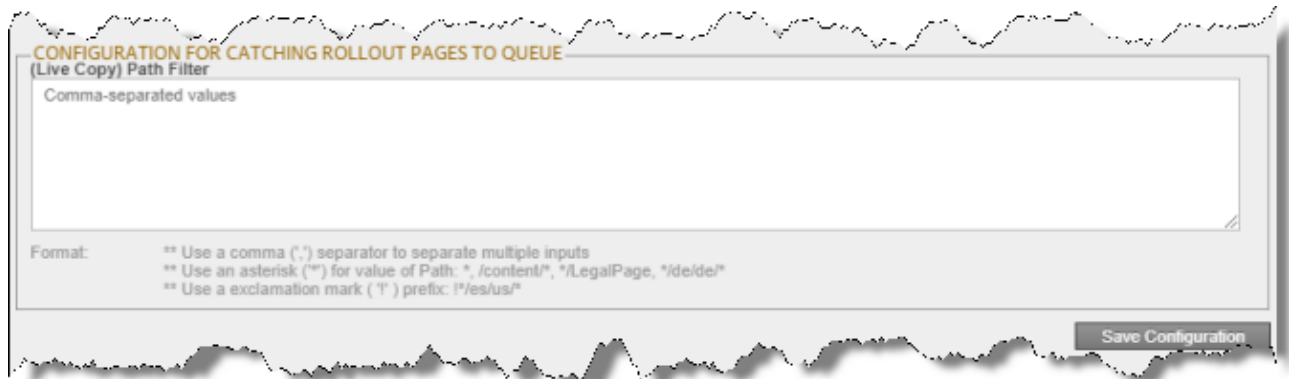 CONFIGURATION FOR CATCHING ROLLOUT PAGES TO QUEUE
(Live Copy) Path Filter
Comma-separated values
Format: ** Use a comma (',') separator to separate multiple inputs
** Use an asterisk ('*') for value of Path: *, /content/*, */LegalPage, */de/de/*
** Use a exclamation mark ( '!' ) prefix: !*/es/us/*
Save Configuration